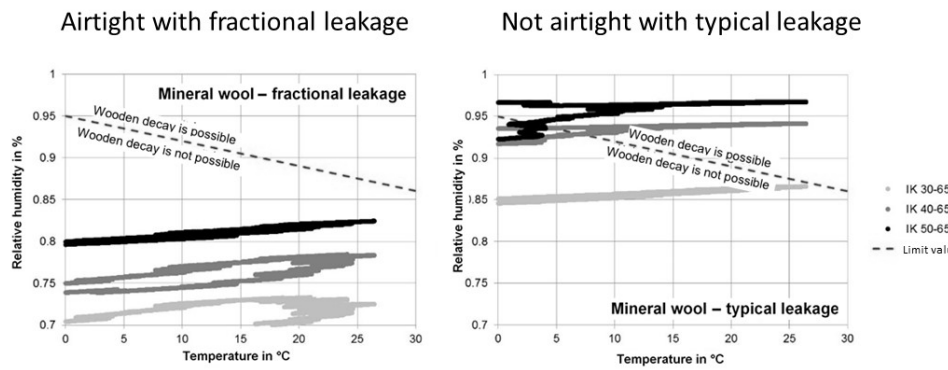 Airtight with fractional leakage
Not airtight with typical leakage
1
0.95
0.9
0.85
0.8
0.75
0.7
Relative humidity in %
Mineral wool – fractional leakage
Wooden decay is possible
Wooden decay is not possible
0 5 10 15 20 25 30
Temperature in °C
1
0.95
0.9
0.85
0.8
0.75
0.7
Relative humidity in %
Wooden decay is possible
Wooden decay is not possible
Mineral wool – typical leakage
0 5 10 15 20 25 30
Temperature in °C
IK 30-65
IK 40-65
IK 50-65
Limit valu